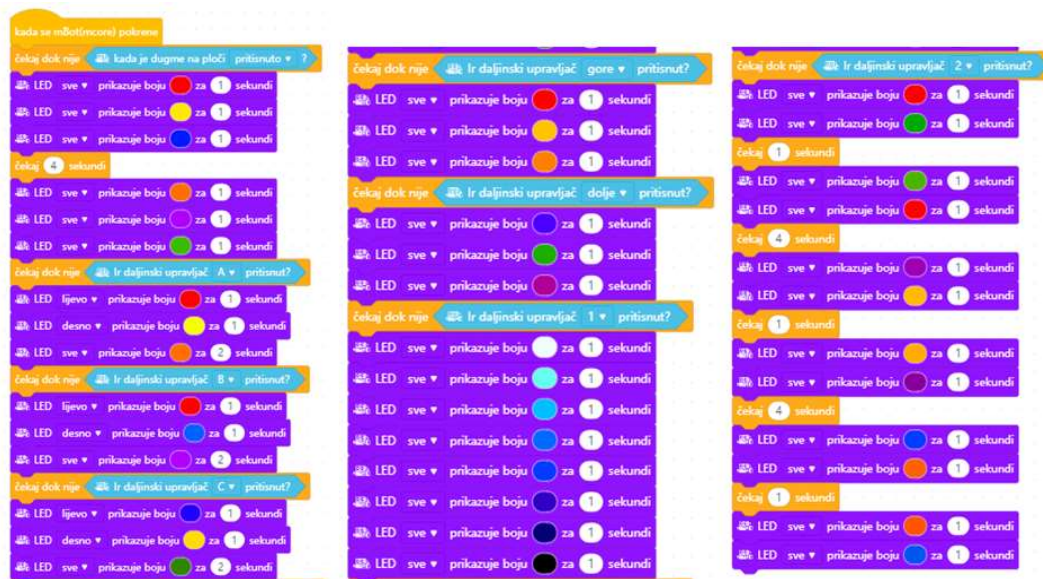 kada se mBot(mcore) pokrene
čekaj dok nije kada je dugme na ploči pritisnuto ?
LED sve prikazuje boju za 1 sekundi
LED sve prikazuje boju za 1 sekundi
LED sve prikazuje boju za 1 sekundi
čekaj 4 sekundi
LED sve prikazuje boju za 1 sekundi
LED sve prikazuje boju za 1 sekundi
LED sve prikazuje boju za 1 sekundi
čekaj dok nije Ir daljinski upravljač A pritisnut?
LED lijevo prikazuje boju za 1 sekundi
LED desno prikazuje boju za 1 sekundi
LED sve prikazuje boju za 2 sekundi
čekaj dok nije Ir daljinski upravljač B pritisnut?
LED lijevo prikazuje boju za 1 sekundi
LED desno prikazuje boju za 1 sekundi
LED sve prikazuje boju za 2 sekundi
čekaj dok nije Ir daljinski upravljač C pritisnut?
LED lijevo prikazuje boju za 1 sekundi
LED desno prikazuje boju za 1 sekundi
LED sve prikazuje boju za 2 sekundi
čekaj dok nije Ir daljinski upravljač gore pritisnut?
LED sve prikazuje boju za 1 sekundi
LED sve prikazuje boju za 1 sekundi
LED sve prikazuje boju za 1 sekundi
čekaj dok nije Ir daljinski upravljač dolje pritisnut?
LED sve prikazuje boju za 1 sekundi
LED sve prikazuje boju za 1 sekundi
LED sve prikazuje boju za 1 sekundi
čekaj dok nije Ir daljinski upravljač 1 pritisnut?
LED sve prikazuje boju za 1 sekundi
LED sve prikazuje boju za 1 sekundi
LED sve prikazuje boju za 1 sekundi
LED sve prikazuje boju za 1 sekundi
LED sve prikazuje boju za 1 sekundi
LED sve prikazuje boju za 1 sekundi
LED sve prikazuje boju za 1 sekundi
LED sve prikazuje boju za 1 sekundi
čekaj dok nije Ir daljinski upravljač 2 pritisnut?
LED sve prikazuje boju za 1 sekundi
LED sve prikazuje boju za 1 sekundi
čekaj 1 sekundi
LED sve prikazuje boju za 1 sekundi
LED sve prikazuje boju za 1 sekundi
čekaj 4 sekundi
LED sve prikazuje boju za 1 sekundi
LED sve prikazuje boju za 1 sekundi
čekaj 1 sekundi
LED sve prikazuje boju za 1 sekundi
LED sve prikazuje boju za 1 sekundi
čekaj 4 sekundi
LED sve prikazuje boju za 1 sekundi
LED sve prikazuje boju za 1 sekundi
čekaj 1 sekundi
LED sve prikazuje boju za 1 sekundi
LED sve prikazuje boju za 1 sekundi